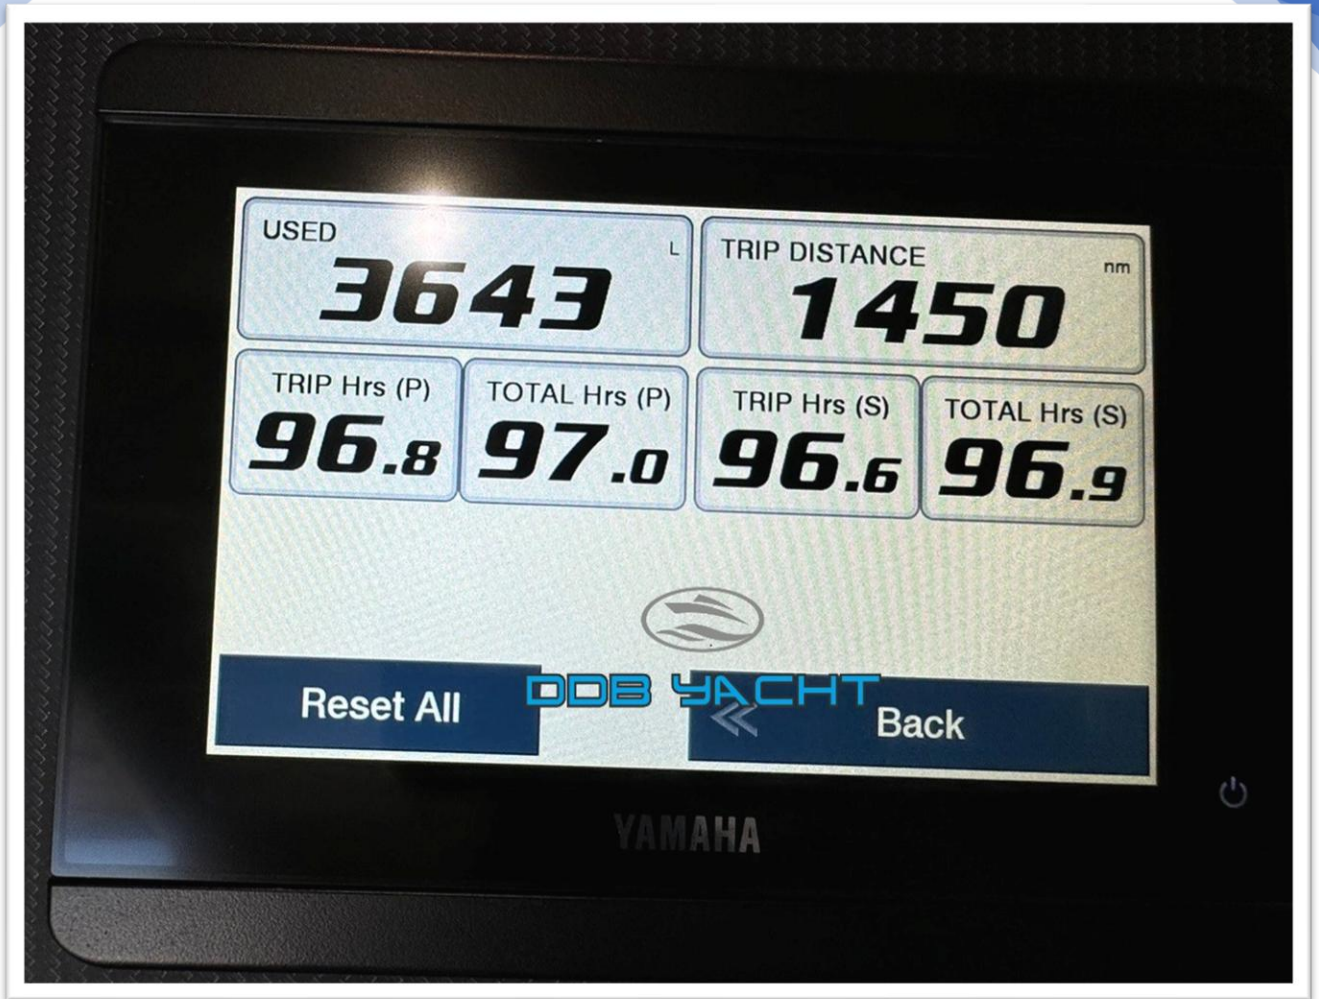 USED
L
3643
TRIP DISTANCE
nm
1450
TRIP Hrs (P)
96.8
TOTAL Hrs (P)
97.0
TRIP Hrs (S)
96.6
TOTAL Hrs (S)
96.9
DDB YACHT
Reset All
Back
YAMAHA